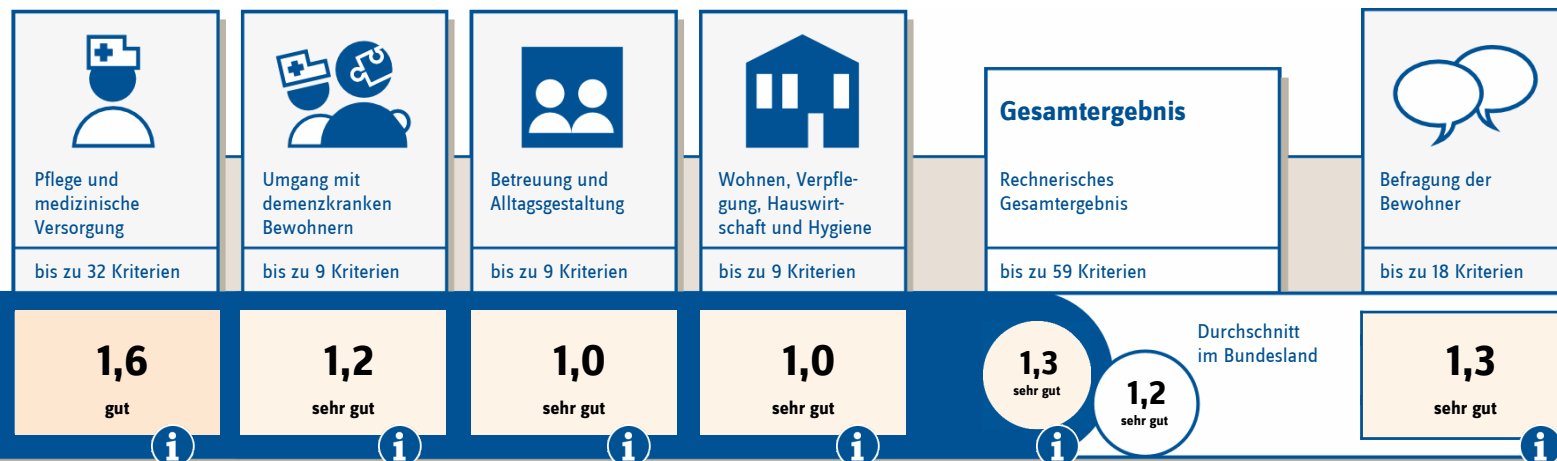 Pflege und
medizinische
Versorgung
bis zu 32 Kriterien
1,6
gut
Umgang mit
demenzkranken
Bewohnern
bis zu 9 Kriterien
1,2
sehr gut
Betreuung und
Alltagsgestaltung
bis zu 9 Kriterien
1,0
sehr gut
Wohnen, Verpfle-
gung, Hauswirt-
schaft und Hygiene
bis zu 9 Kriterien
1,0
sehr gut
Gesamtergebnis
Rechnerisches
Gesamtergebnis
bis zu 59 Kriterien
1,3
sehr gut
Durchschnitt
im Bundesland
1,2
sehr gut
Befragung der
Bewohner
bis zu 18 Kriterien
1,3
sehr gut